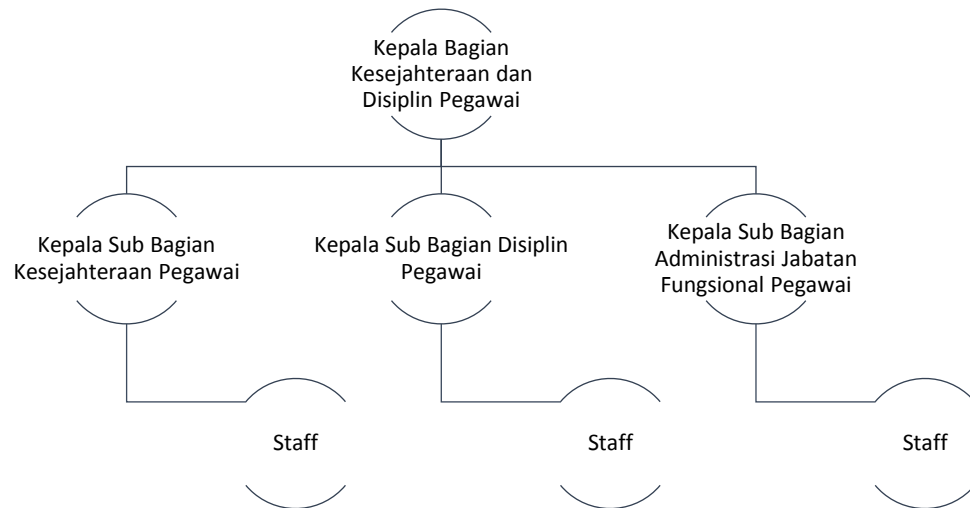 Kepala Bagian
Kesejahteraan dan
Disiplin Pegawai
Kepala Sub Bagian
Kesejahteraan Pegawai
Kepala Sub Bagian Disiplin
Pegawai
Kepala Sub Bagian
Administrasi Jabatan
Fungsional Pegawai
Staff
Staff
Staff